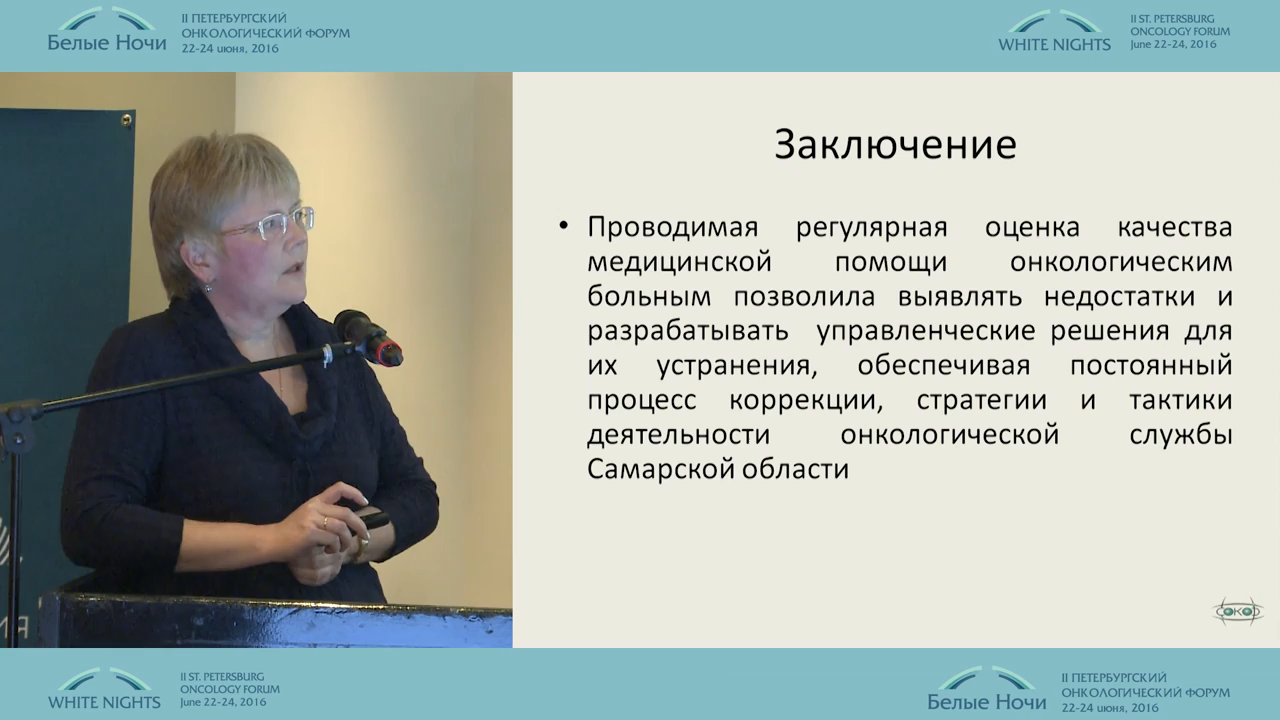 Белые Ночи
II ПЕТЕРБУРГСКИЙ
ОНКОЛОГИЧЕСКИЙ ФОРУМ
22-24 июня, 2016
WHITE NIGHTS
II ST. PETERSBURG
ONCOLOGY FORUM
June 22-24, 2016
Заключение
• Проводимая регулярная оценка качества
медицинской помощи онкологическим
больным позволила выявлять недостатки и
разрабатывать управленческие решения для
их устранения, обеспечивая постоянный
процесс коррекции, стратегии и тактики
деятельности онкологической службы
Самарской области
СОКОД
WHITE NIGHTS
II ST. PETERSBURG
ONCOLOGY FORUM
June 22-24, 2016
Белые Ночи
II ПЕТЕРБУРГСКИЙ
ОНКОЛОГИЧЕСКИЙ ФОРУМ
22-24 июня, 2016